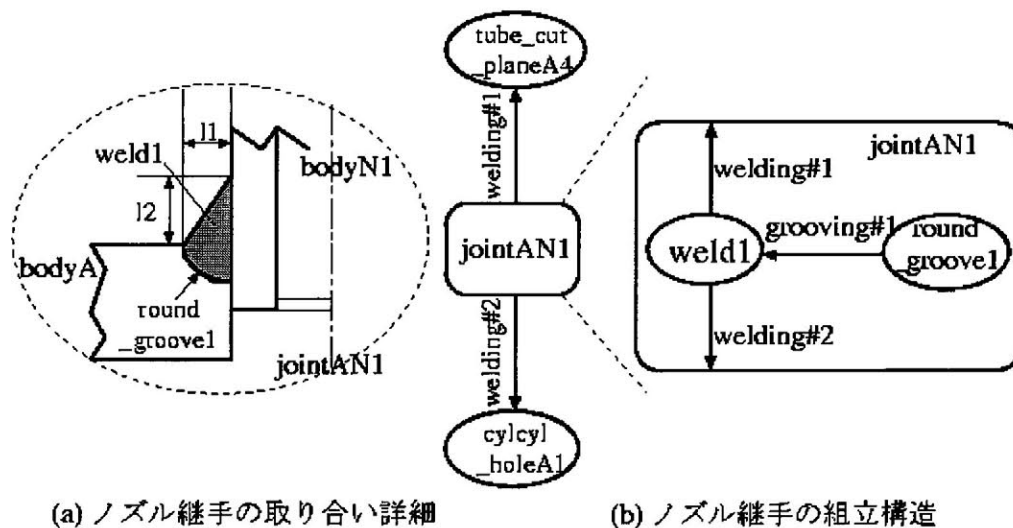 l1
weld1
bodyN1
l2
bodyA
round
_groove1
jointAN1
tube_cut
_planeA4
welding#1
jointAN1
welding#2
cylcyl
_holeA1
jointAN1
welding#1
grooving#1
weld1
round
_groove1
welding#2
(a) ノズル継手の取り合い詳細
(b) ノズル継手の組立構造